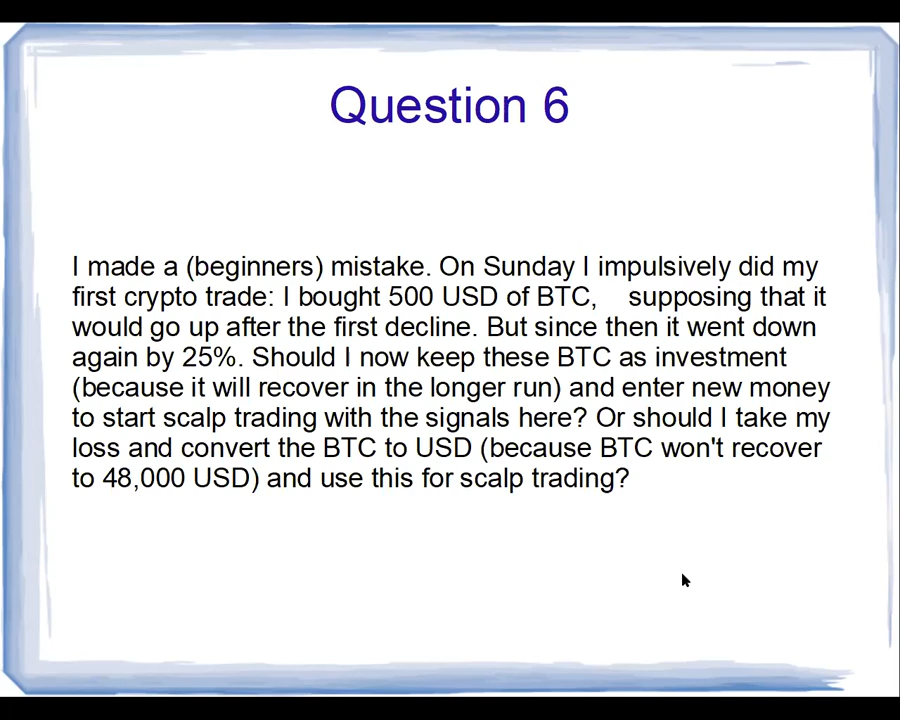 Question 6
I made a (beginners) mistake. On Sunday I impulsively did my
first crypto trade: I bought 500 USD of BTC, supposing that it
would go up after the first decline. But since then it went down
again by 25%. Should I now keep these BTC as investment
(because it will recover in the longer run) and enter new money
to start scalp trading with the signals here? Or should I take my
loss and convert the BTC to USD (because BTC won't recover
to 48,000 USD) and use this for scalp trading?